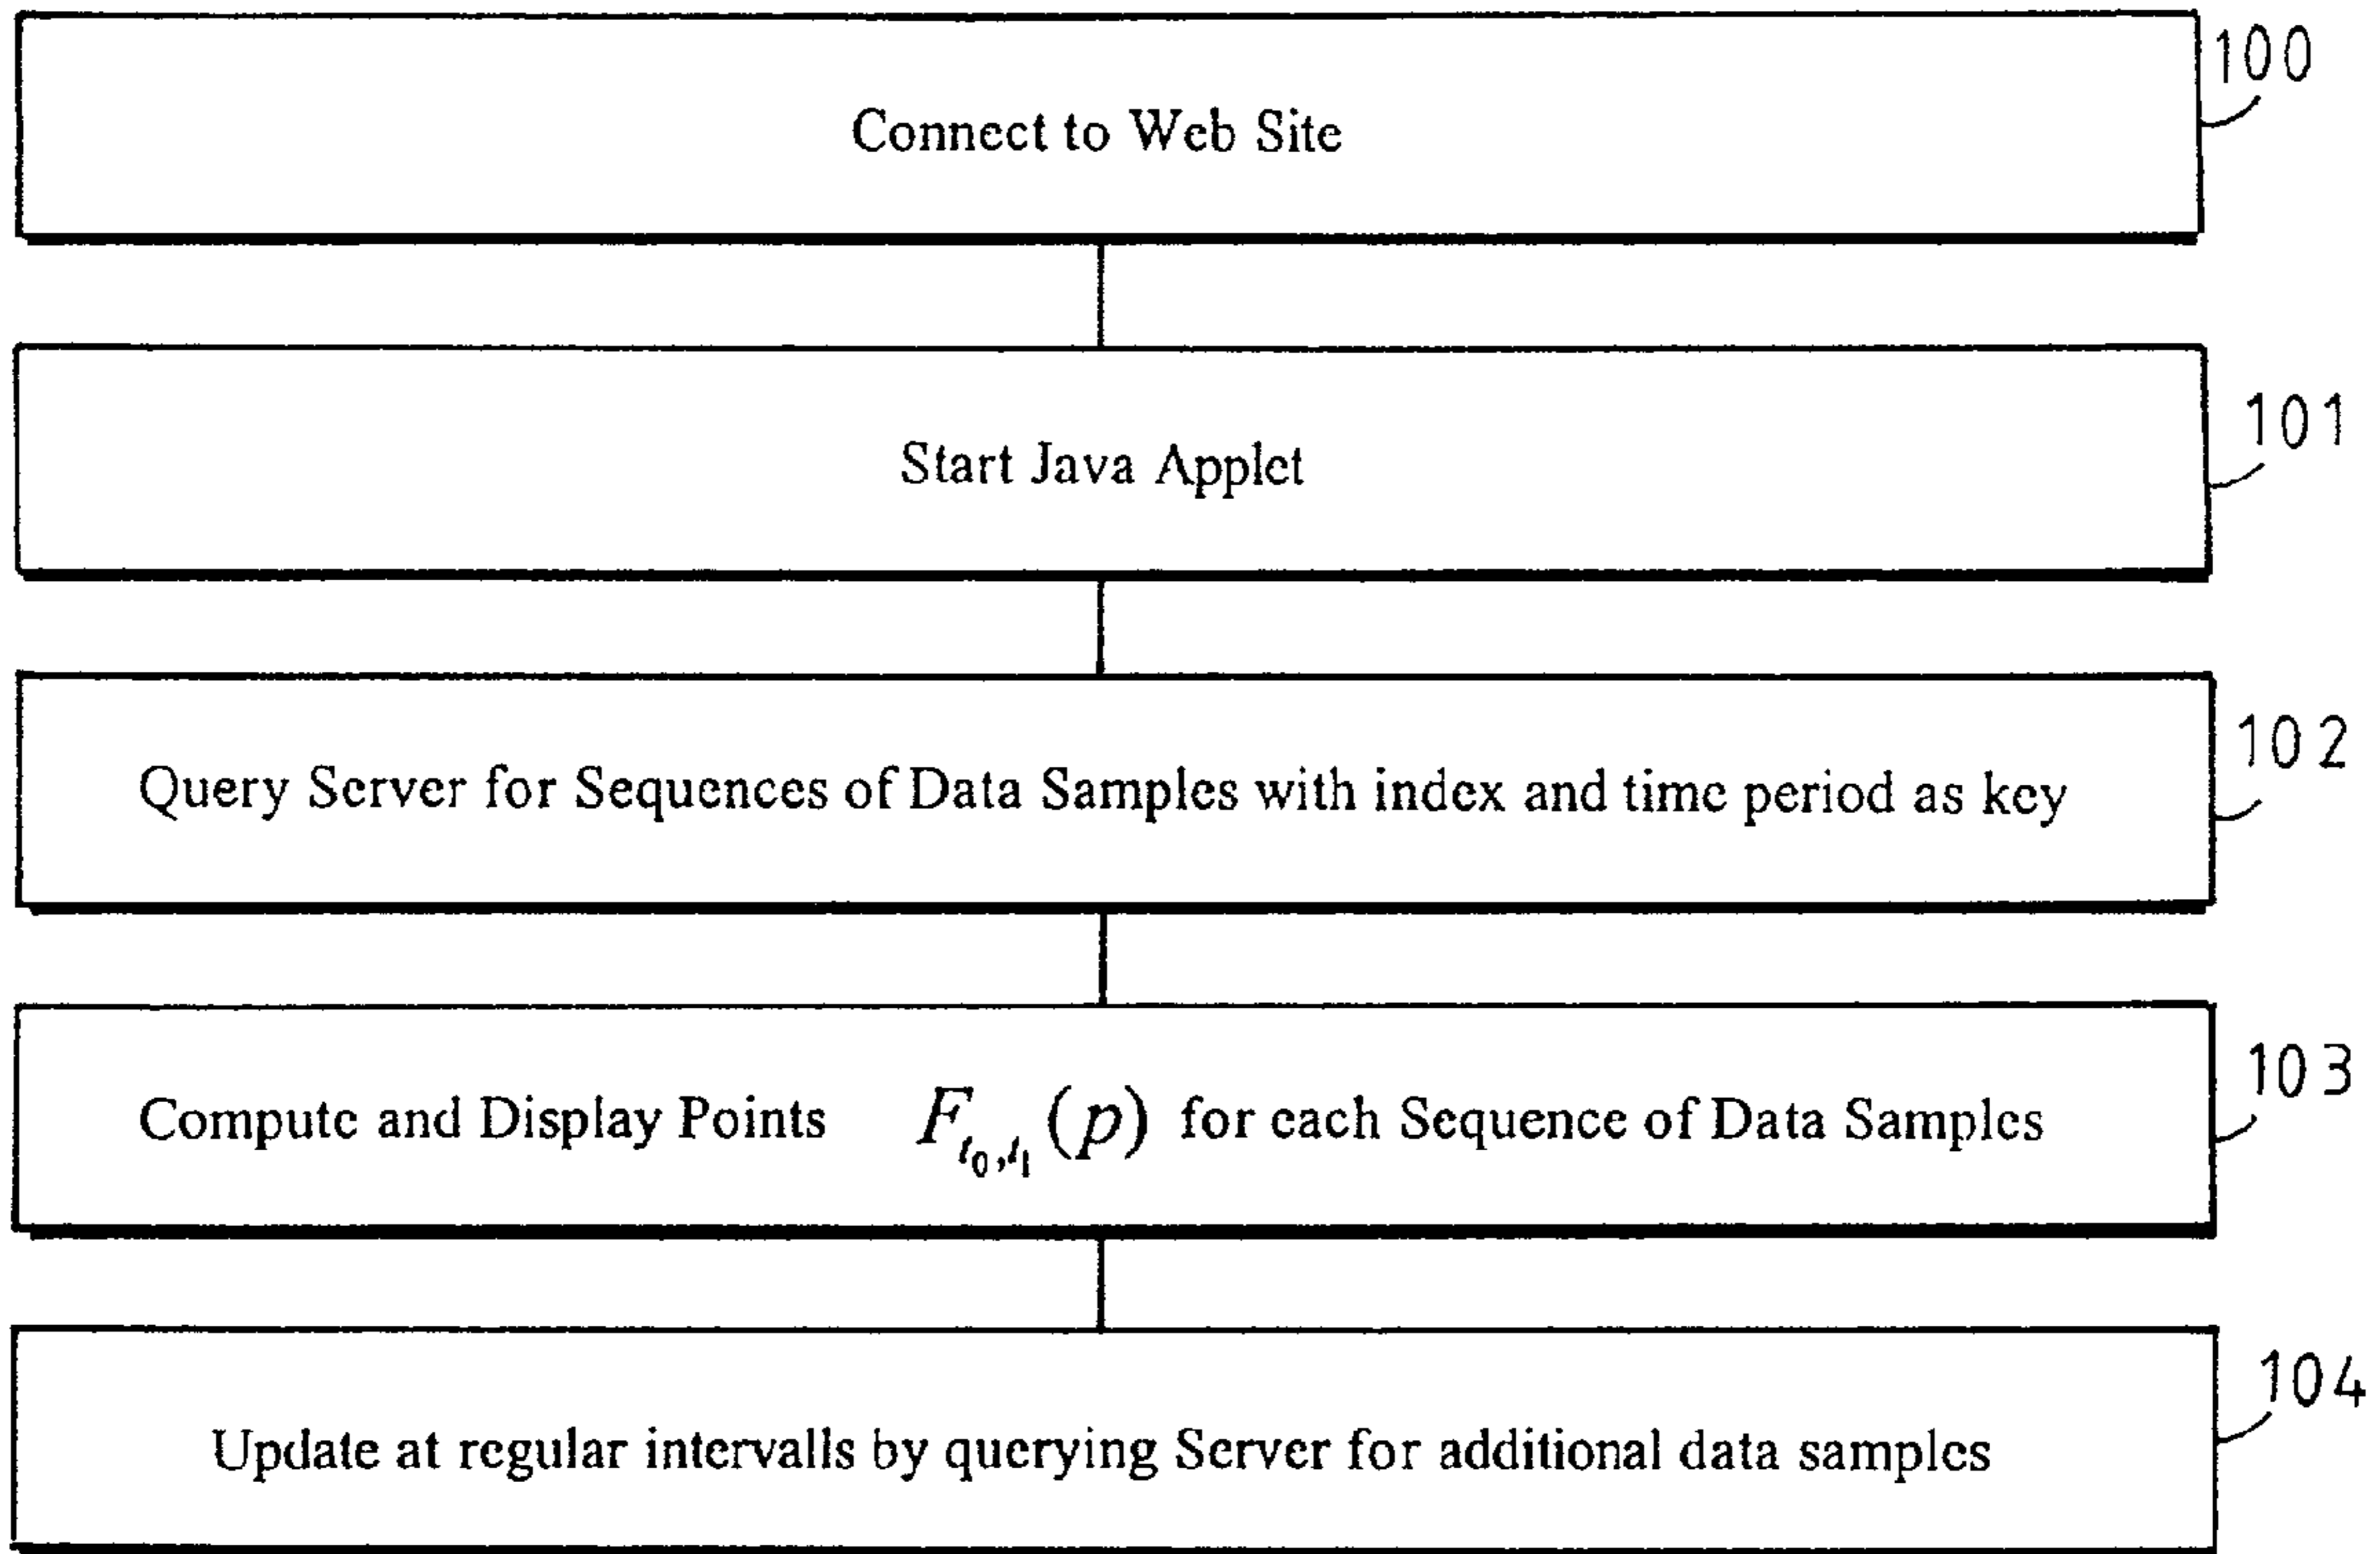 100
Connect to Web Site
101
Start Java Applet
102
Query Server for Sequences of Data Samples with index and time period as key
103
Compute and Display Points F_{t_0,t_1}(p) for each Sequence of Data Samples
104
Update at regular intervalls by querying Server for additional data samples